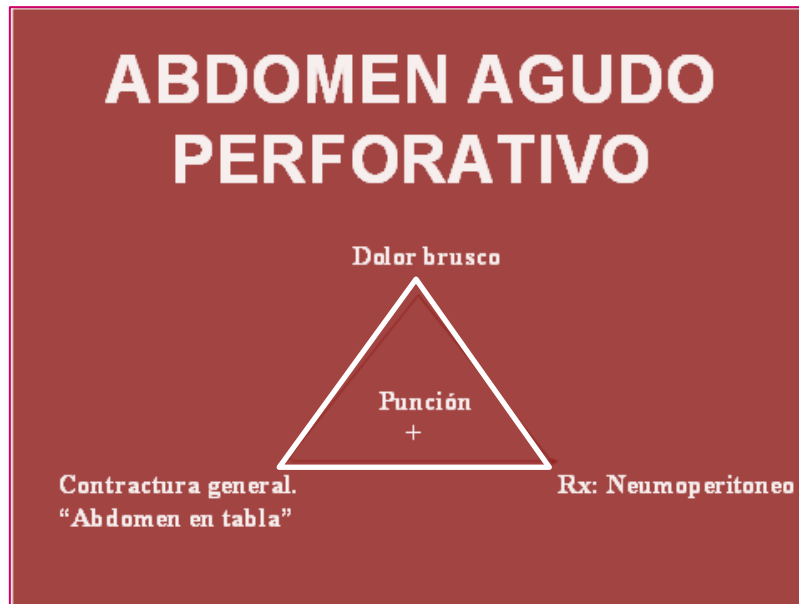 ABDOMEN AGUDO
PERFORATIVO
Dolor brusco
Punción
+
Contractura general.
“Abdomen en tabla”
Rx: Neumoperitoneo